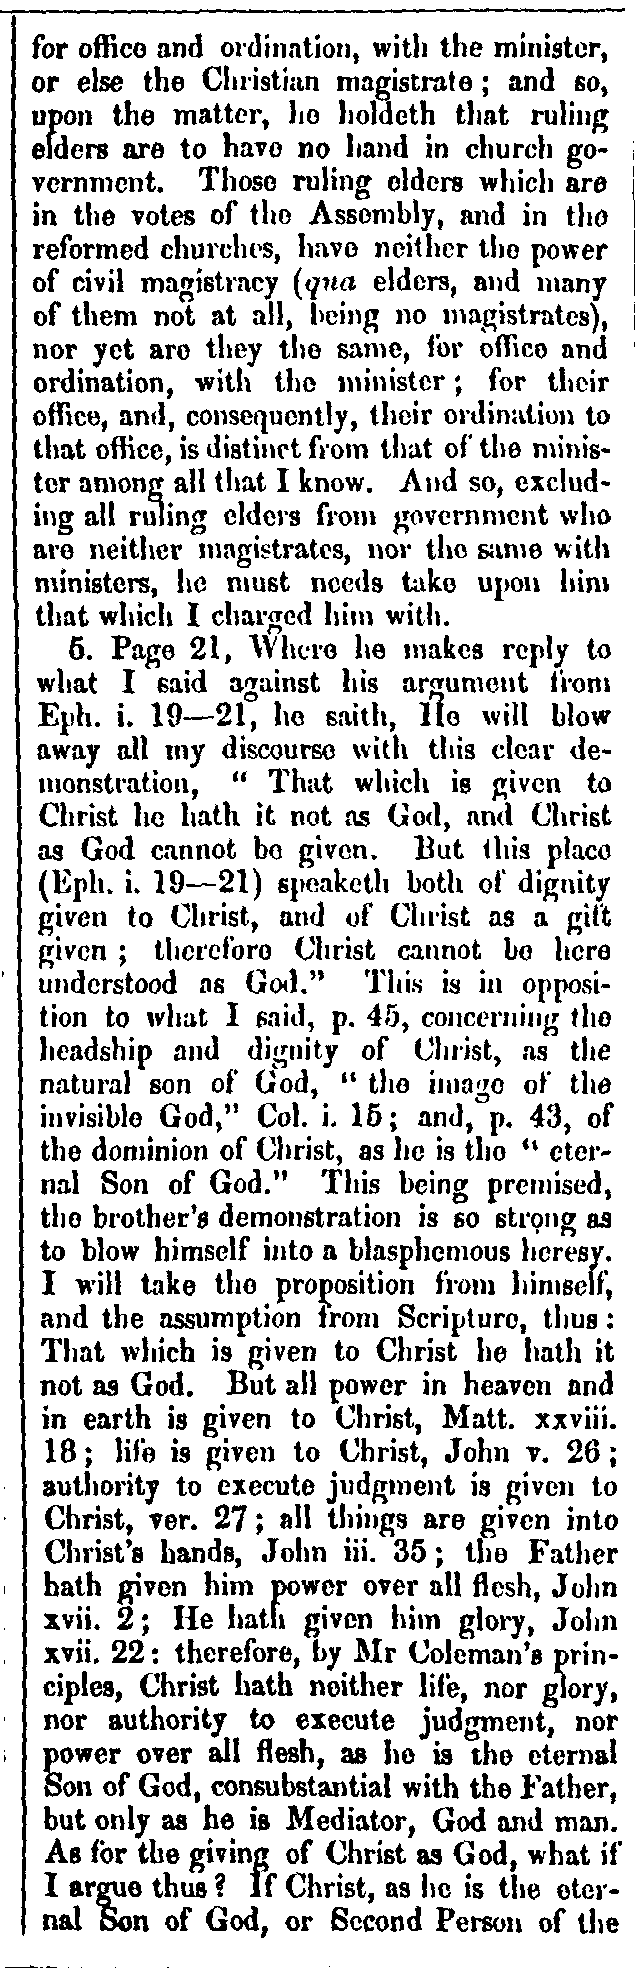 for office and ordination, with the minister,
or else the Christian magistrate; and so,
upon the matter, he holdeth that ruling
elders are to have no hand in church go-
vernment. Those ruling elders which are
in the votes of the Assembly, and in the
reformed churches, have neither the power
of civil magistracy (qua elders, and many
of them not at all, being no magistrates),
nor yet are they the same, for office and
ordination, with the minister; for their
office, and, consequently, their ordination to
that office, is distinct from that of the minis-
ter among all that I know. And so, exclud-
ing all ruling elders from government who
are neither magistrates, nor the same with
ministers, he must needs take upon him
that which I charged him with.
5. Page 21, Where he makes reply to
what I said against his argument from
Eph. i. 19—21, he saith, He will blow
away all my discourse with this clear de-
monstration, “ That which is given to
Christ he hath it not as God, and Christ
as God cannot be given. But this place
(Eph. i. 19—21) speaketh both of dignity
given to Christ, and of Christ as a gift
given; therefore Christ cannot be here
understood as God.” This is in opposi-
tion to what I said, p. 45, concerning the
headship and dignity of Christ, as the
natural son of God, “ the image of the
invisible God,” Col. i. 15; and, p. 43, of
the dominion of Christ, as he is the “ eter-
nal Son of God.” This being premised,
the brother's demonstration is so strong as
to blow himself into a blasphemous heresy.
I will take the proposition from himself,
and the assumption from Scripture, thus:
That which is given to Christ he hath it
not as God. But all power in heaven and
in earth is given to Christ, Matt. xxviii.
18; life is given to Christ, John v. 26;
authority to execute judgment is given to
Christ, ver. 27; all things are given into
Christ's hands, John iii. 35; the Father
hath given him power over all flesh, John
xvii. 2; He hath given him glory, John
xvii. 22: therefore, by Mr Coleman's prin-
ciples, Christ hath neither life, nor glory,
nor authority to execute judgment, nor
power over all flesh, as he is the eternal
Son of God, consubstantial with the Father,
but only as he is Mediator, God and man.
As for the giving of Christ as God, what if
I argue thus? If Christ, as he is the eter-
nal Son of God, or Second Person of the